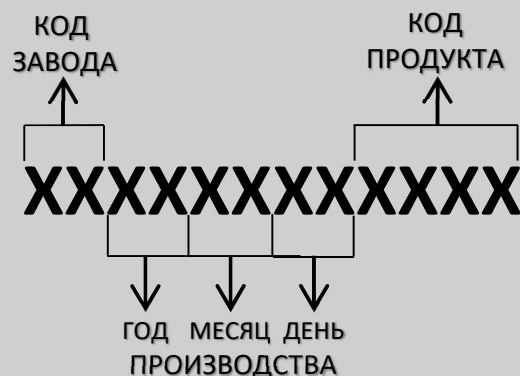 КОД
ЗАВОДА
КОД
ПРОДУКТА
XXXXXXXXXXXX
ГОД МЕСЯЦ ДЕНЬ
ПРОИЗВОДСТВА